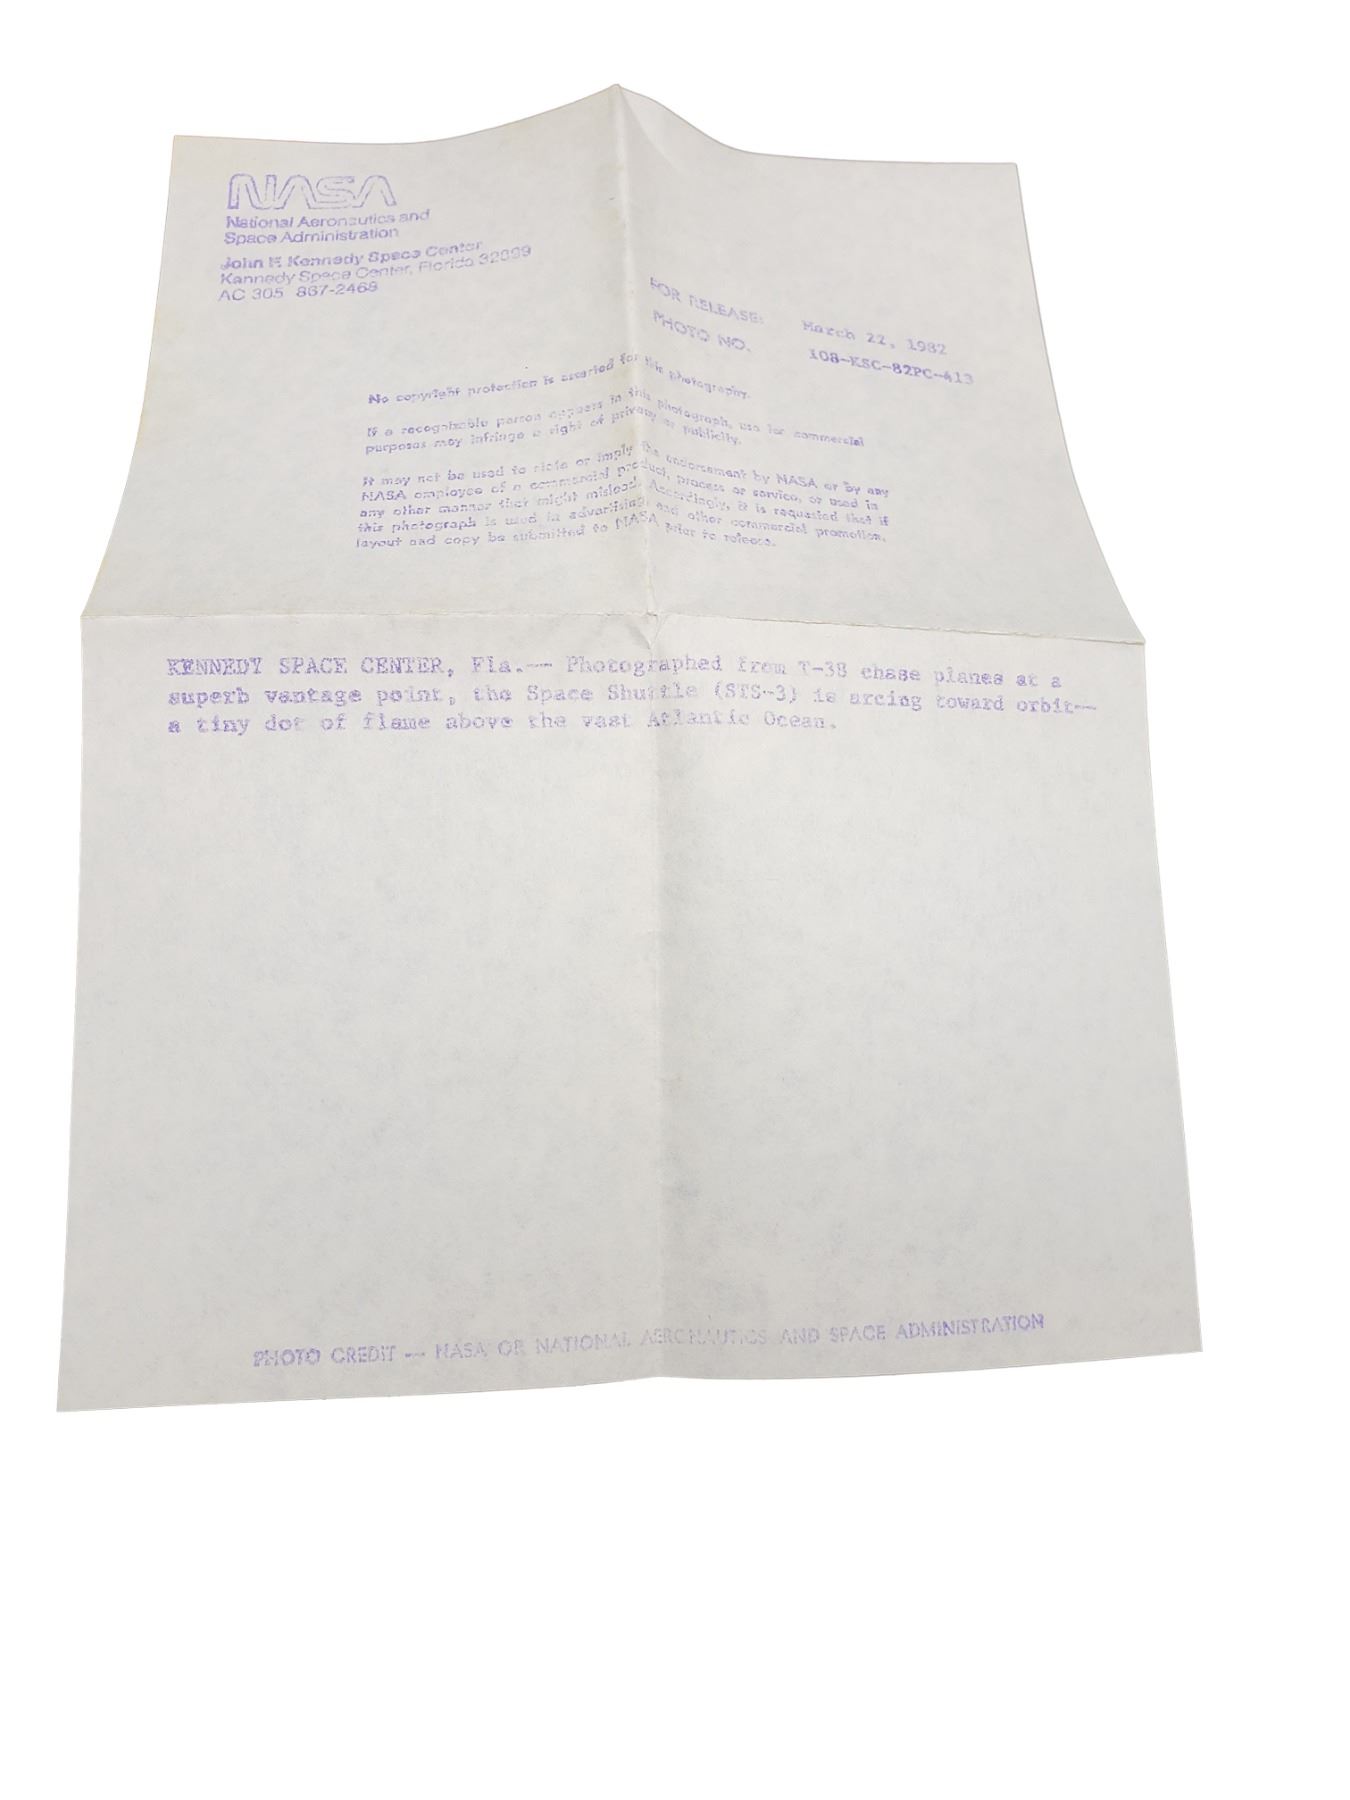 NASA
National Aeronautics and
Space Administration
John F. Kennedy Space Center
Kennedy Space Center, Florida 32899
AC 305 867-2468
FOR RELEASE: March 22, 1982
PHOTO NO. 108-KSC-82PC-413
No copyright protection is asserted for this photography.
If a recognizable person appears in this photograph, use for commercial
purposes may infringe a right of privacy or publicity.
It may not be used to state or imply the endorsement by NASA or by any
NASA employee of a commercial product, process or service, or used in
any other manner that might mislead. Accordingly, it is requested that if
this photograph is used in advertising and other commercial promotion,
layout and copy be submitted to NASA prior to release.
KENNEDY SPACE CENTER, Fla.-- Photographed from T-38 chase planes at a
superb vantage point, the Space Shuttle (STS-3) is arcing toward orbit--
a tiny dot of flame above the vast Atlantic Ocean.
PHOTO CREDIT -- NASA OR NATIONAL AERONAUTICS AND SPACE ADMINISTRATION